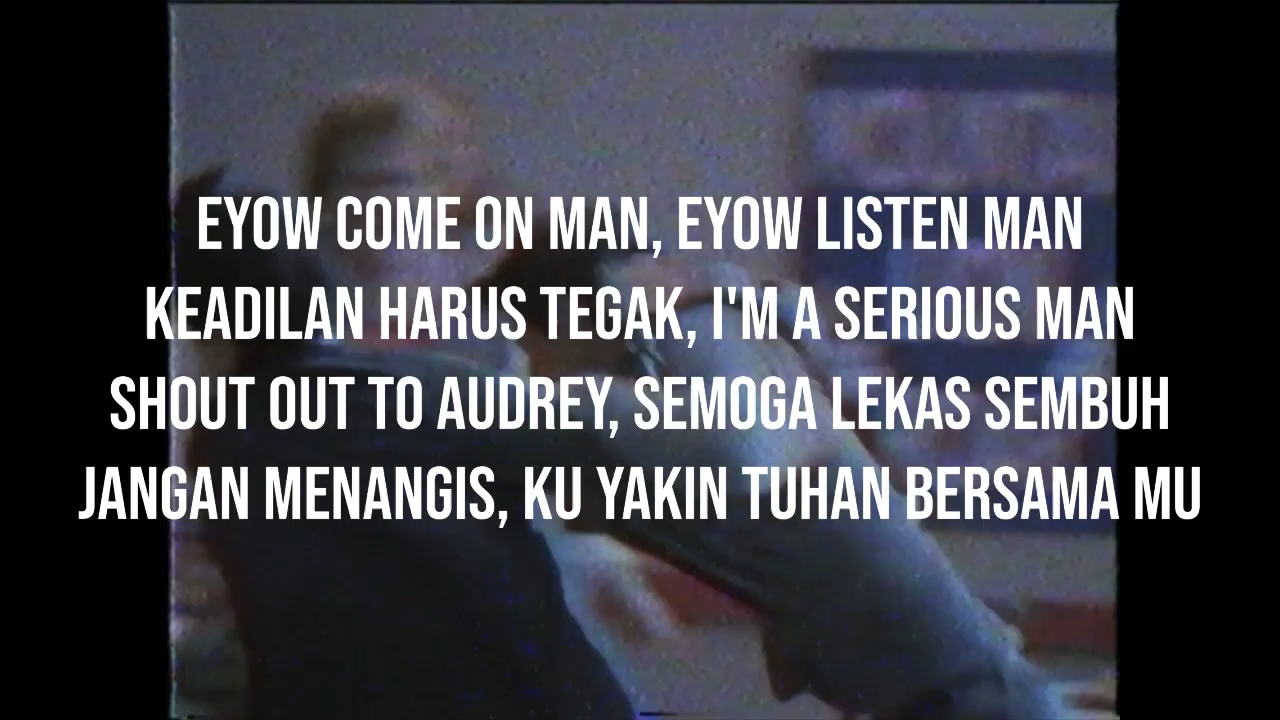 EYOW COME ON MAN, EYOW LISTEN MAN
KEADILAN HARUS TEGAK, I'M A SERIOUS MAN
SHOUT OUT TO AUDREY, SEMOGA LEKAS SEMBUH
JANGAN MENANGIS, KU YAKIN TUHAN BERSAMA MU